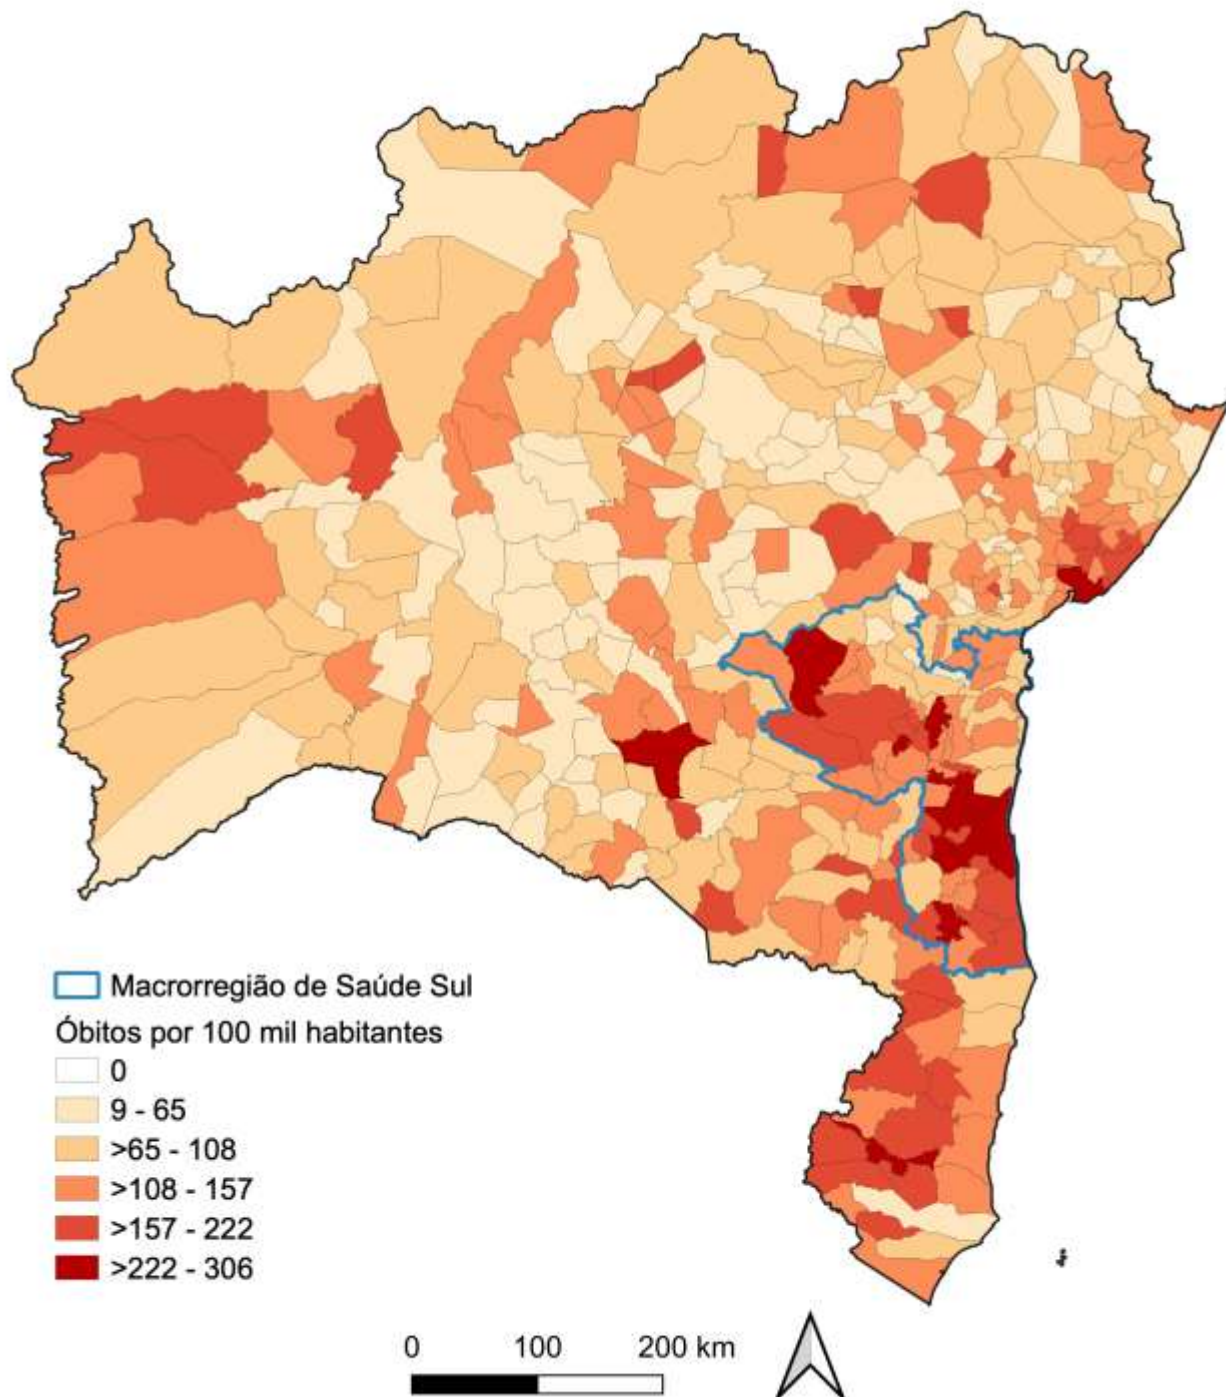 Macrorregião de Saúde Sul
Óbitos por 100 mil habitantes
0
9 - 65
>65 - 108
>108 - 157
>157 - 222
>222 - 306
0 100 200 km